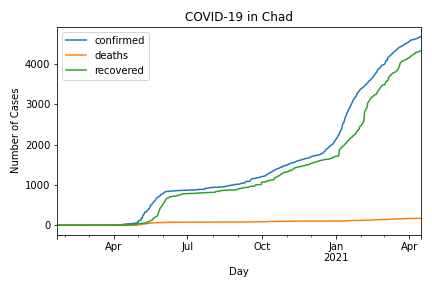 COVID-19 in Chad
confirmed
deaths
recovered
Number of Cases
4000
3000
2000
1000
0
Apr Jul Oct Jan Apr
2021
Day